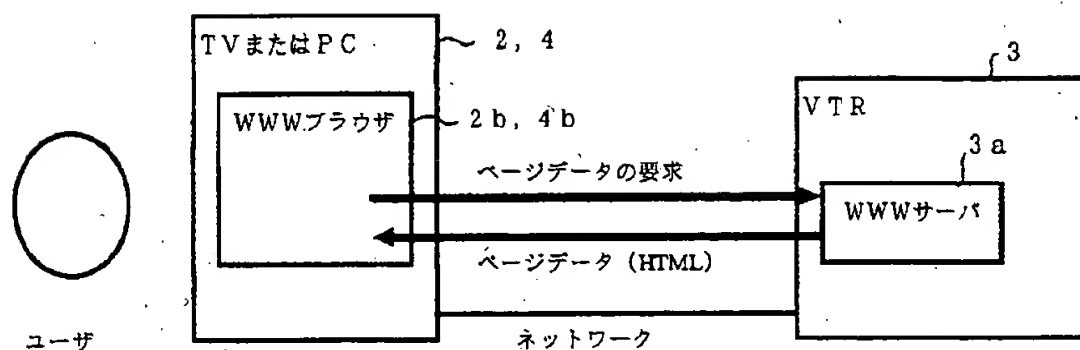 TVまたはPC
2, 4
3
WWWブラウザ
2b, 4b
VTR
3a
ページデータの要求
WWWサーバ
ページデータ (HTML)
ユーザ
ネットワーク